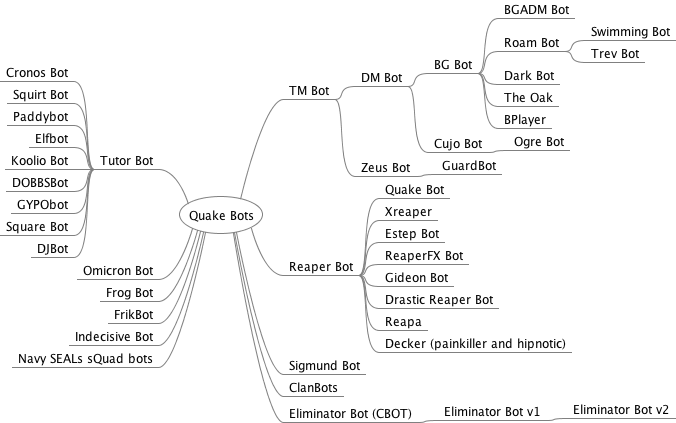 Quake Bots
TM Bot
DM Bot
BG Bot
BGADM Bot
Roam Bot
Swimming Bot
Trev Bot
Dark Bot
The Oak
BPlayer
Cujo Bot
Ogre Bot
Zeus Bot
GuardBot
Reaper Bot
Quake Bot
Xreaper
Estep Bot
ReaperFX Bot
Gideon Bot
Drastic Reaper Bot
Reapa
Decker (painkiller and hipnotic)
Sigmund Bot
ClanBots
Eliminator Bot (CBOT)
Eliminator Bot v1
Eliminator Bot v2
Tutor Bot
Cronos Bot
Squirt Bot
Paddybot
Elfbot
Koolio Bot
DOBBSBot
GYPObot
Square Bot
DJBot
Omicron Bot
Frog Bot
FrikBot
Indecisive Bot
Navy SEALs sQuad bots